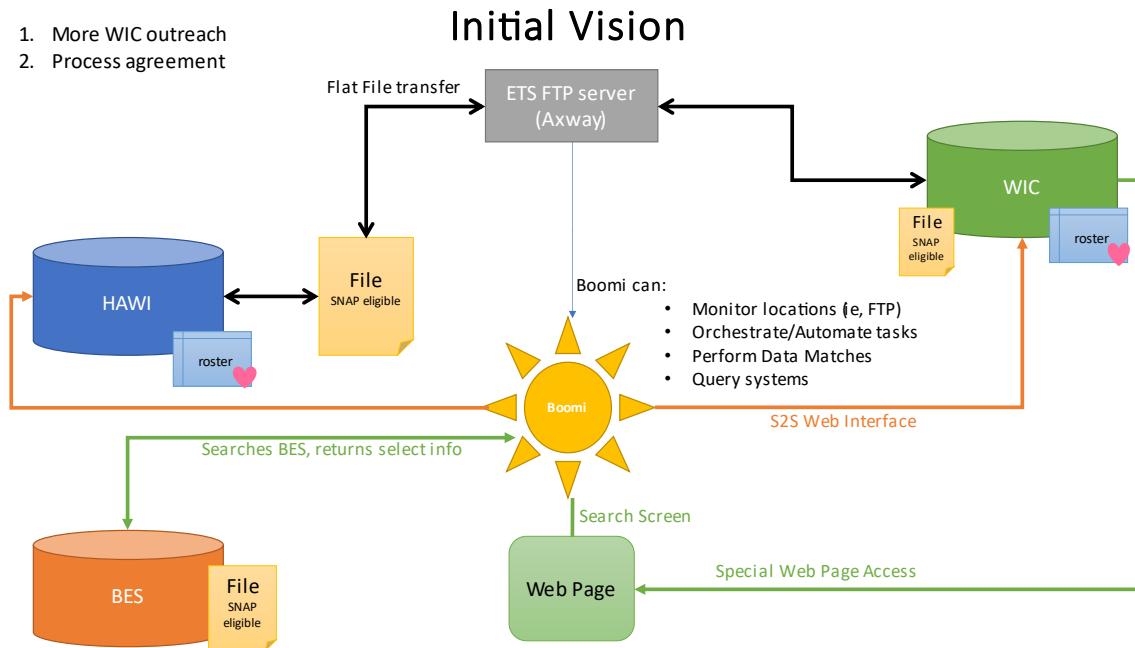 Initial Vision
1. More WIC outreach
2. Process agreement
Flat File transfer
ETS FTP server
(Axway)
WIC
File
SNAP
eligible
roster
HAWI
roster
File
SNAP eligible
Boomi can:
• Monitor locations (ie, FTP)
• Orchestrate/Automate tasks
• Perform Data Matches
• Query systems
Boomi
S2S Web Interface
Searches BES, returns select info
Search Screen
BES
File
SNAP
eligible
Web Page
Special Web Page Access